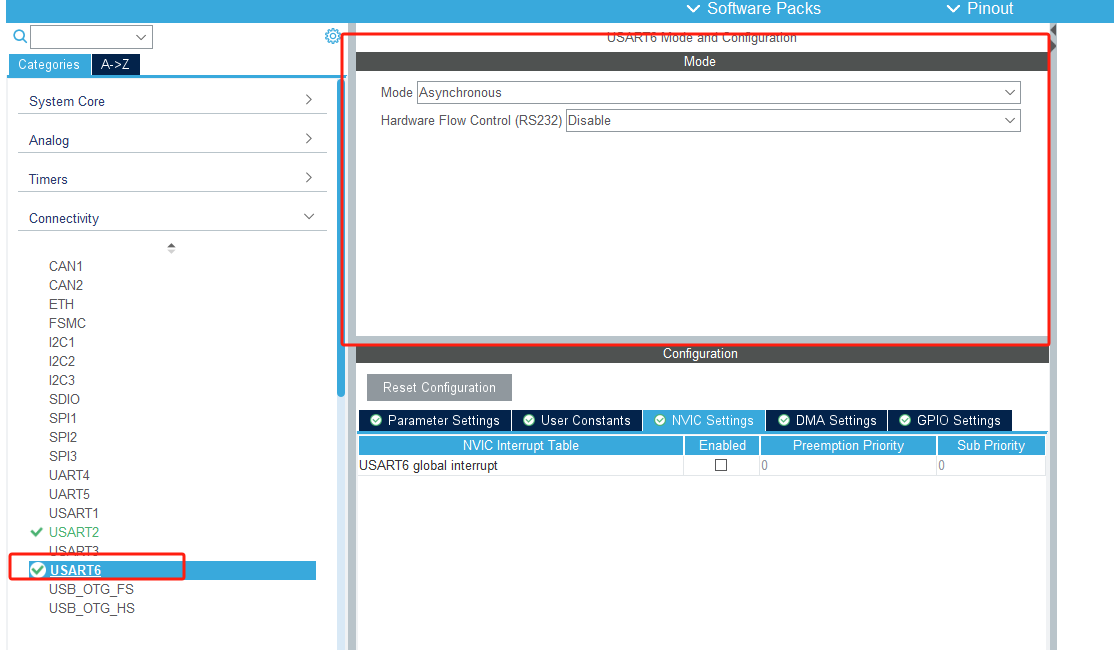 Software Packs Pinout
USART6 Mode and Configuration
Categories A->Z
Mode
System Core
Mode Asynchronous
Hardware Flow Control (RS232) Disable
Analog
Timers
Connectivity
CAN1
CAN2
ETH
FSMC
I2C1
I2C2
I2C3
SDIO
SPI1
SPI2
SPI3
UART4
UART5
USART1
USART2
USART3
USART6
USB_OTG_FS
USB_OTG_HS
Configuration
Reset Configuration
Parameter Settings User Constants NVIC Settings DMA Settings GPIO Settings
NVIC Interrupt Table Enabled Preemption Priority Sub Priority
USART6 global interrupt 0 0